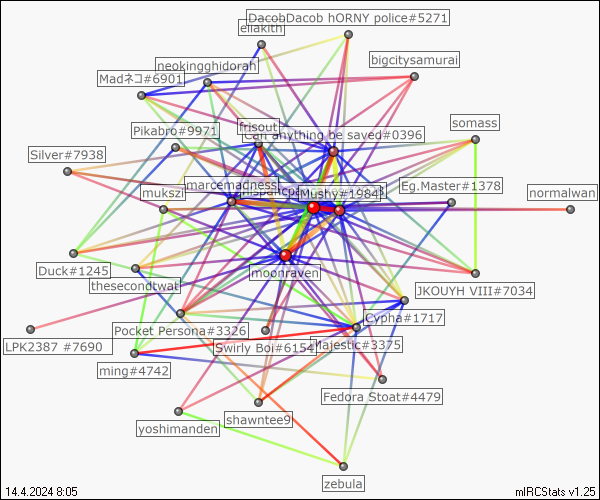 DacobDacob hORNY police#5271
ellakith
bigcitysamurai
neokingghidorah
Madネコ#6901
somass
frisout
Pikabro#9971
Can anything be saved#0396
Silver#7938
marcemadness
Mushy#1984
Eg.Master#1378
mukszi
normalwan
Duck#1245
moonraven
thesecondtwat
JKOUYH VIII#7034
Pocket Persona#3326
Cypha#1717
LPK2387 #7690
Swirly Boi#6154
Majestic#3375
ming#4742
Fedora Stoat#4479
yoshimanden
shawntee9
zebula
14.4.2024 8:05
mIRCStats v1.25